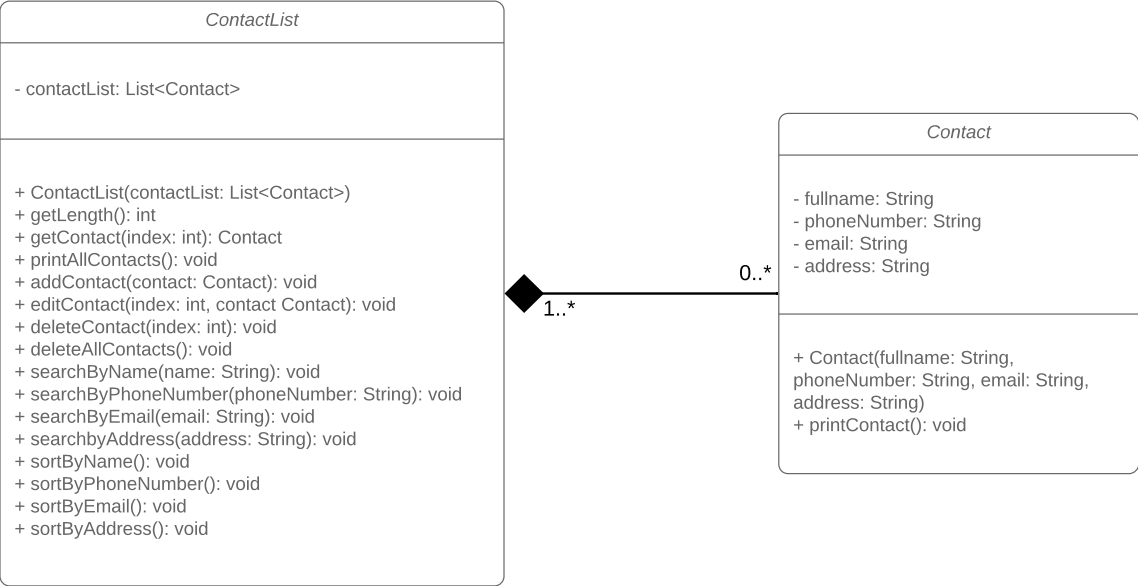 ContactList
- contactList: List<Contact>
+ ContactList(contactList: List<Contact>)
+ getLength(): int
+ getContact(index: int): Contact
+ printAllContacts(): void
+ addContact(contact: Contact): void
+ editContact(index: int, contact Contact): void
+ deleteContact(index: int): void
+ deleteAllContacts(): void
+ searchByName(name: String): void
+ searchByPhoneNumber(phoneNumber: String): void
+ searchByEmail(email: String): void
+ searchbyAddress(address: String): void
+ sortByName(): void
+ sortByPhoneNumber(): void
+ sortByEmail(): void
+ sortByAddress(): void
1..*
0..*
Contact
- fullname: String
- phoneNumber: String
- email: String
- address: String
+ Contact(fullname: String,
phoneNumber: String, email: String,
address: String)
+ printContact(): void